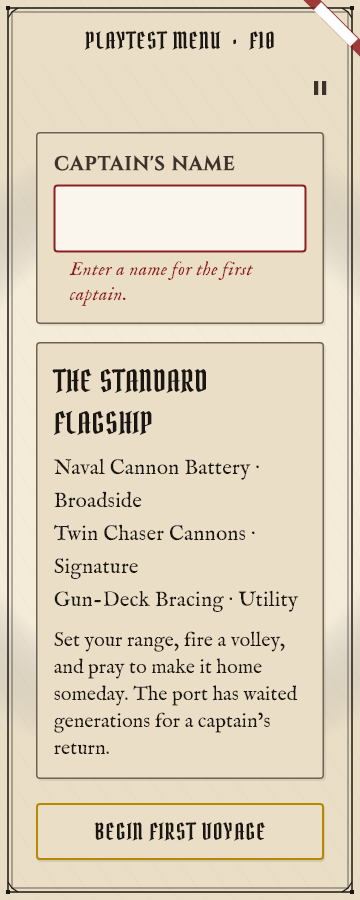 PLAYTEST MENU · F10
CAPTAIN'S NAME
Enter a name for the first
captain.
THE STANDARD
FLAGSHIP
Naval Cannon Battery ·
Broadside
Twin Chaser Cannons ·
Signature
Gun-Deck Bracing · Utility
Set your range, fire a volley,
and pray to make it home
someday. The port has waited
generations for a captain's
return.
BEGIN FIRST VOYAGE